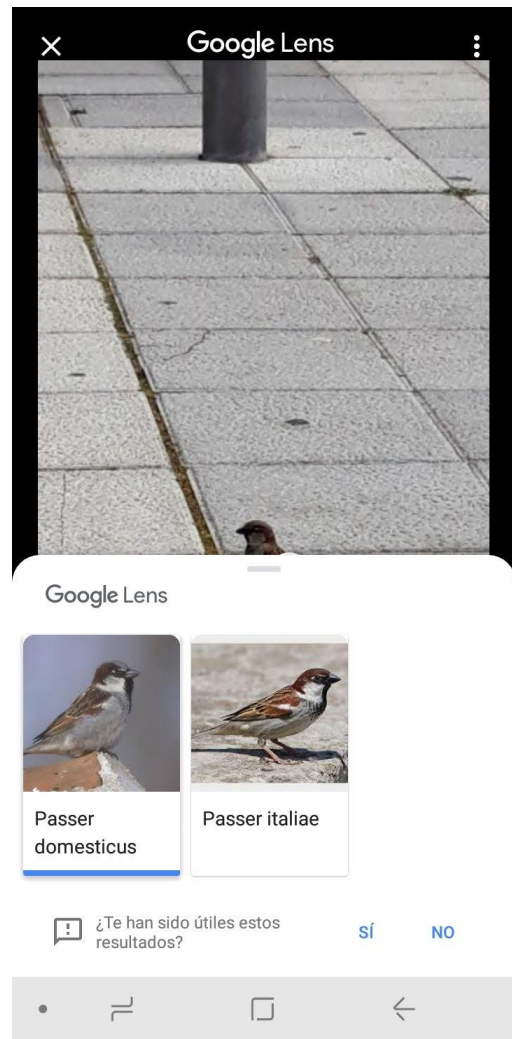 Google Lens
Google Lens
Passer
domesticus
Passer italiae
¿Te han sido útiles estos
resultados?
SÍ
NO